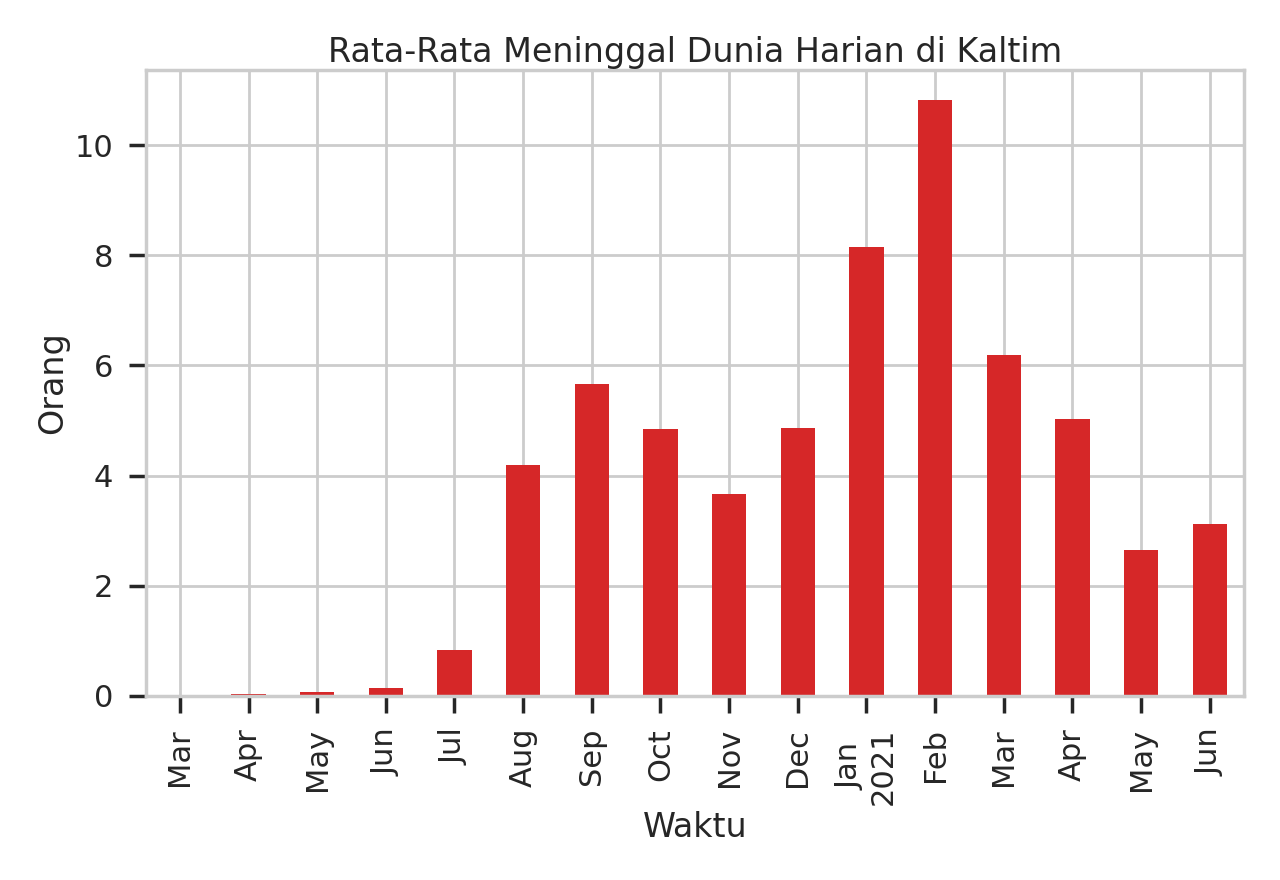 Rata-Rata Meninggal Dunia Harian di Kaltim
10
8
6
4
2
0
Orang
Mar
Apr
May
Jun
Jul
Aug
Sep
Oct
Nov
Dec
Jan
2021
Feb
Mar
Apr
May
Jun
Waktu